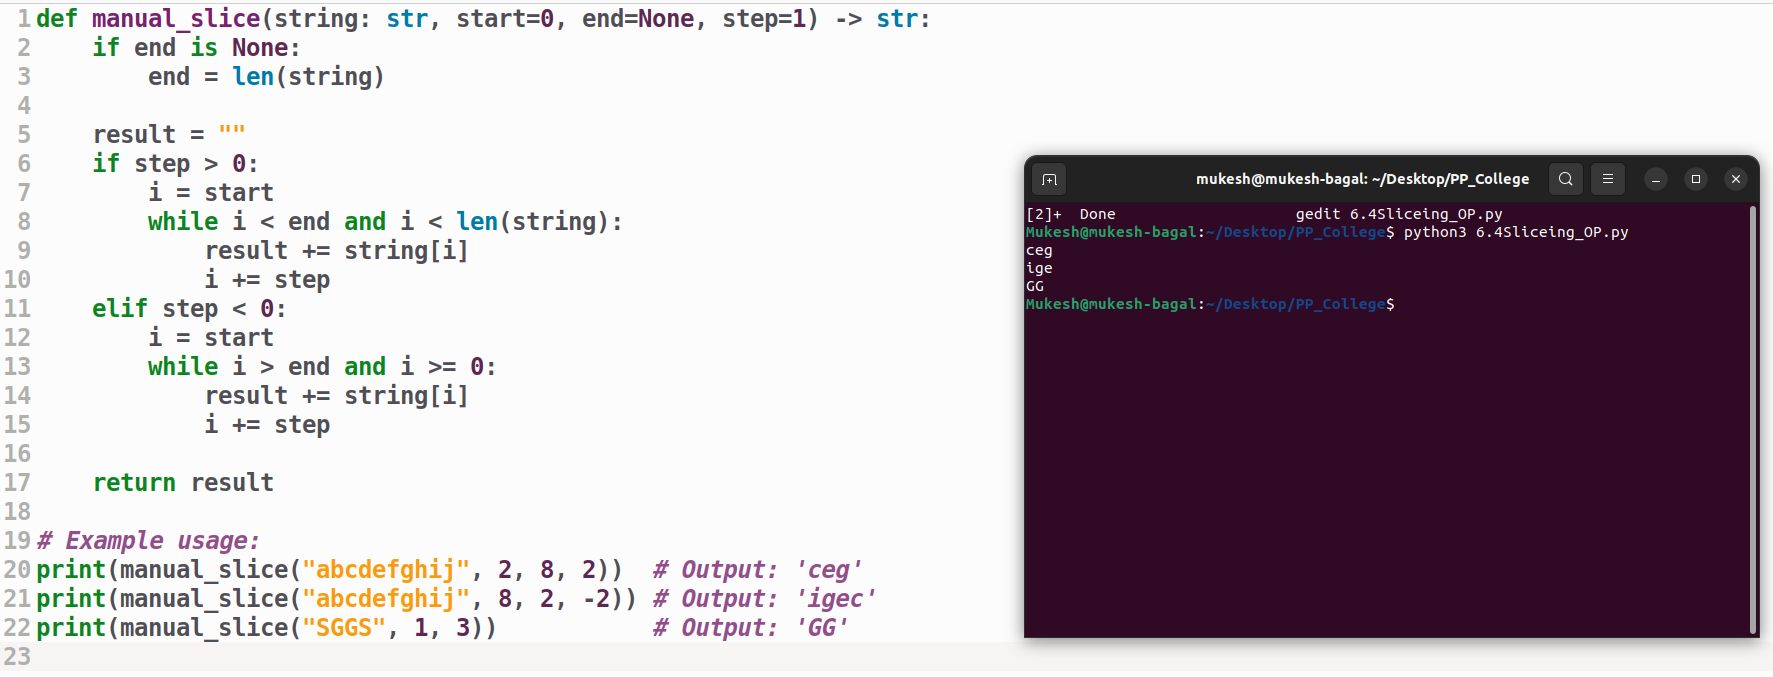 1 def manual_slice(string: str, start=0, end=None, step=1) -> str:
2     if end is None:
3         end = len(string)
4
5     result = ""
6     if step > 0:
7         i = start
8         while i < end and i < len(string):
9             result += string[i]
10             i += step
11     elif step < 0:
12         i = start
13         while i > end and i >= 0:
14             result += string[i]
15             i += step
16
17     return result
18
19 # Example usage:
20 print(manual_slice("abcdefghij", 2, 8, 2))  # Output: 'ceg'
21 print(manual_slice("abcdefghij", 8, 2, -2)) # Output: 'igec'
22 print(manual_slice("SGGS", 1, 3))           # Output: 'GG'
23
mukesh@mukesh-bagal: ~/Desktop/PP_College
[2]+  Done                    gedit 6.4Sliceing_OP.py
Mukesh@mukesh-bagal:~/Desktop/PP_College$ python3 6.4Sliceing_OP.py
ceg
ige
GG
Mukesh@mukesh-bagal:~/Desktop/PP_College$